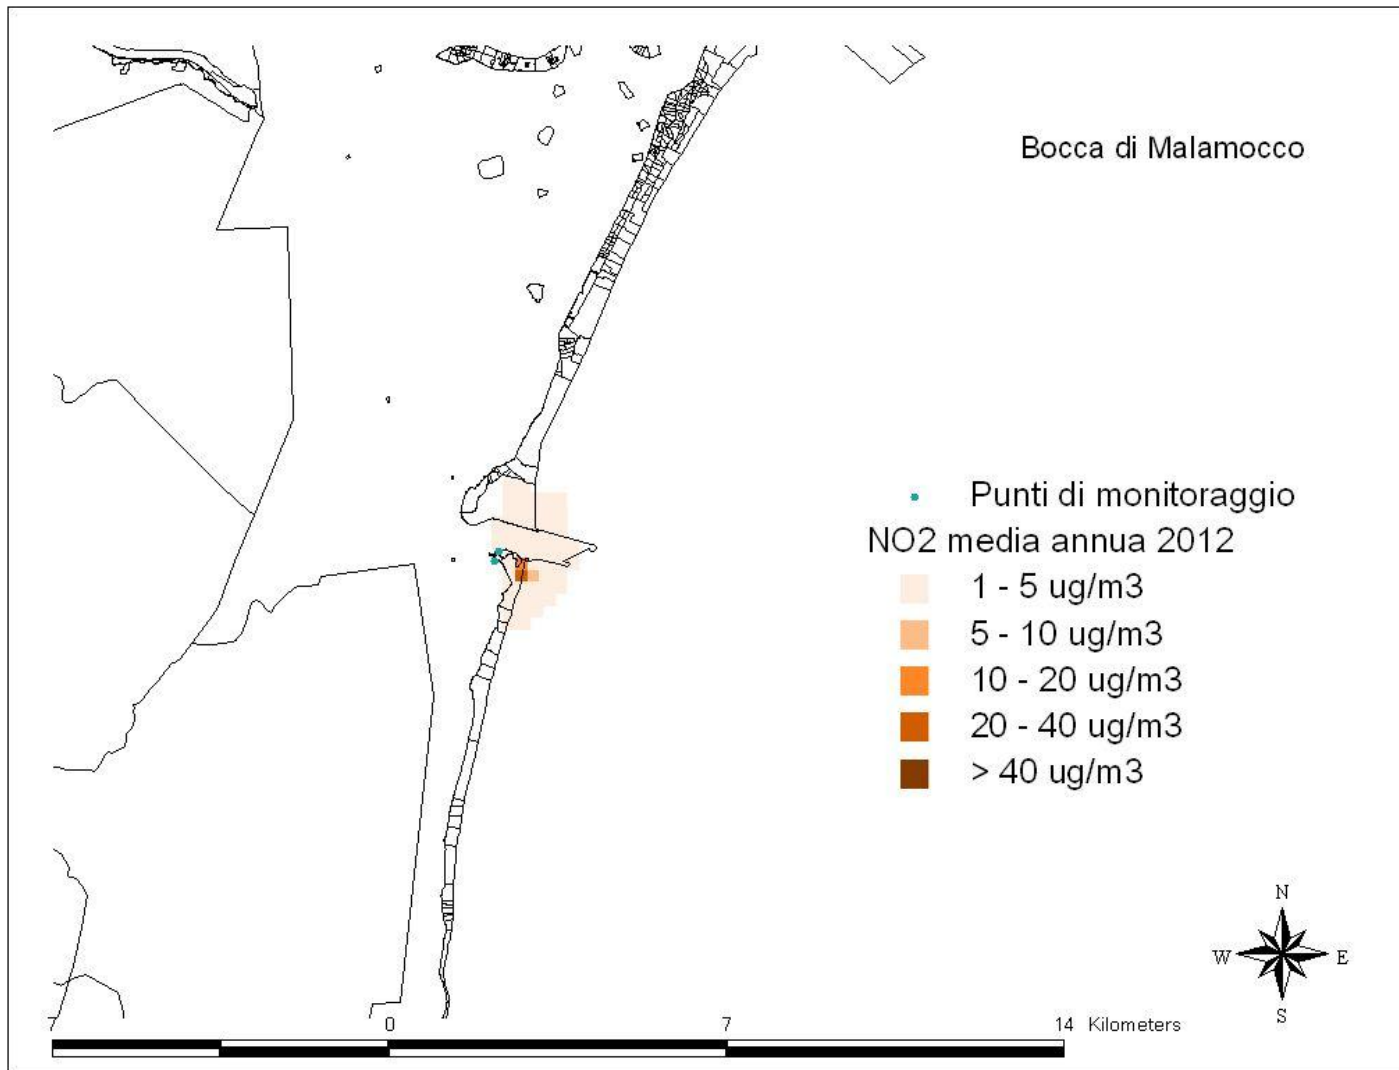 Bocca di Malamocco
Punti di monitoraggio
NO2 media annua 2012
1 - 5 ug/m3
5 - 10 ug/m3
10 - 20 ug/m3
20 - 40 ug/m3
> 40 ug/m3
N
W E
S
7 0 7 14 Kilometers